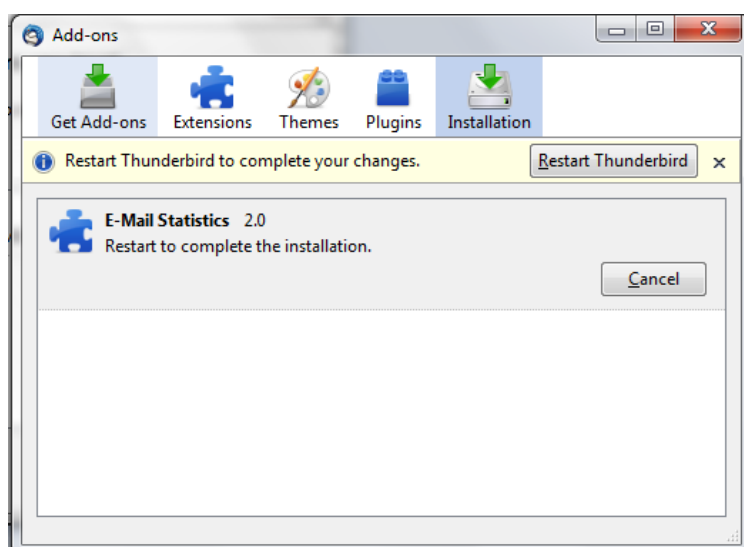 Add-ons
Get Add-ons Extensions Themes Plugins Installation
Restart Thunderbird to complete your changes. Restart Thunderbird
E-Mail Statistics 2.0
Restart to complete the installation.
Cancel